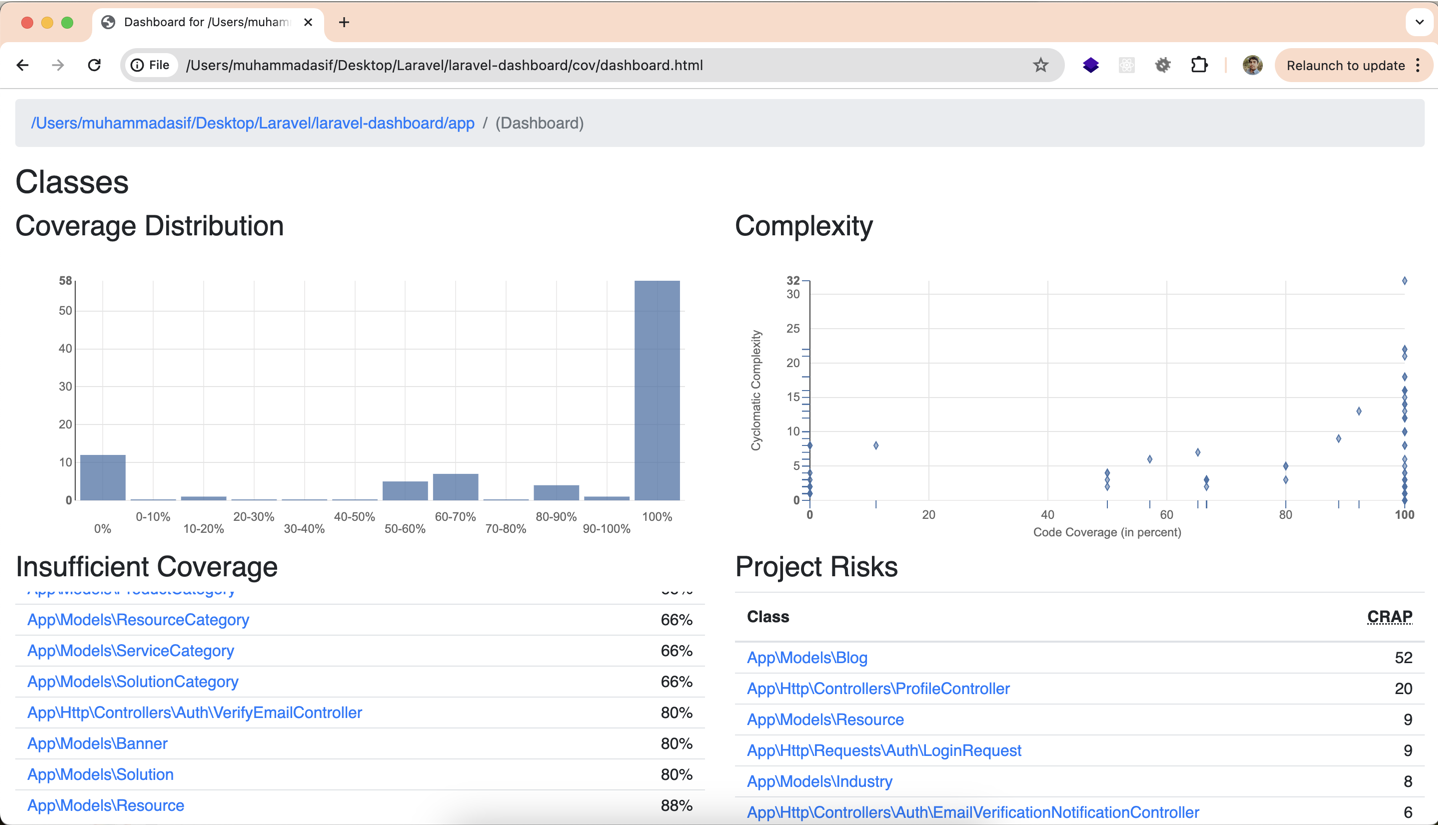 Dashboard for /Users/muham
File
/Users/muhammadasif/Desktop/Laravel/laravel-dashboard/cov/dashboard.html
Relaunch to update
/Users/muhammadasif/Desktop/Laravel/laravel-dashboard/app / (Dashboard)
Classes
Coverage Distribution
58
50
40
30
20
10
0
0%
0-10%
10-20%
20-30%
30-40%
40-50%
50-60%
60-70%
70-80%
80-90%
90-100%
100%
Complexity
Cyclomatic Complexity
32
30
25
20
15
10
5
0
0
20
40
60
80
100
Code Coverage (in percent)
Insufficient Coverage
App\Models\ProductCategory 66%
App\Models\ResourceCategory 66%
App\Models\ServiceCategory 66%
App\Models\SolutionCategory 66%
App\Http\Controllers\Auth\VerifyEmailController 80%
App\Models\Banner 80%
App\Models\Solution 80%
App\Models\Resource 88%
Project Risks
Class CRAP
App\Models\Blog 52
App\Http\Controllers\ProfileController 20
App\Models\Resource 9
App\Http\Requests\Auth\LoginRequest 9
App\Models\Industry 8
App\Http\Controllers\Auth\EmailVerificationNotificationController 6